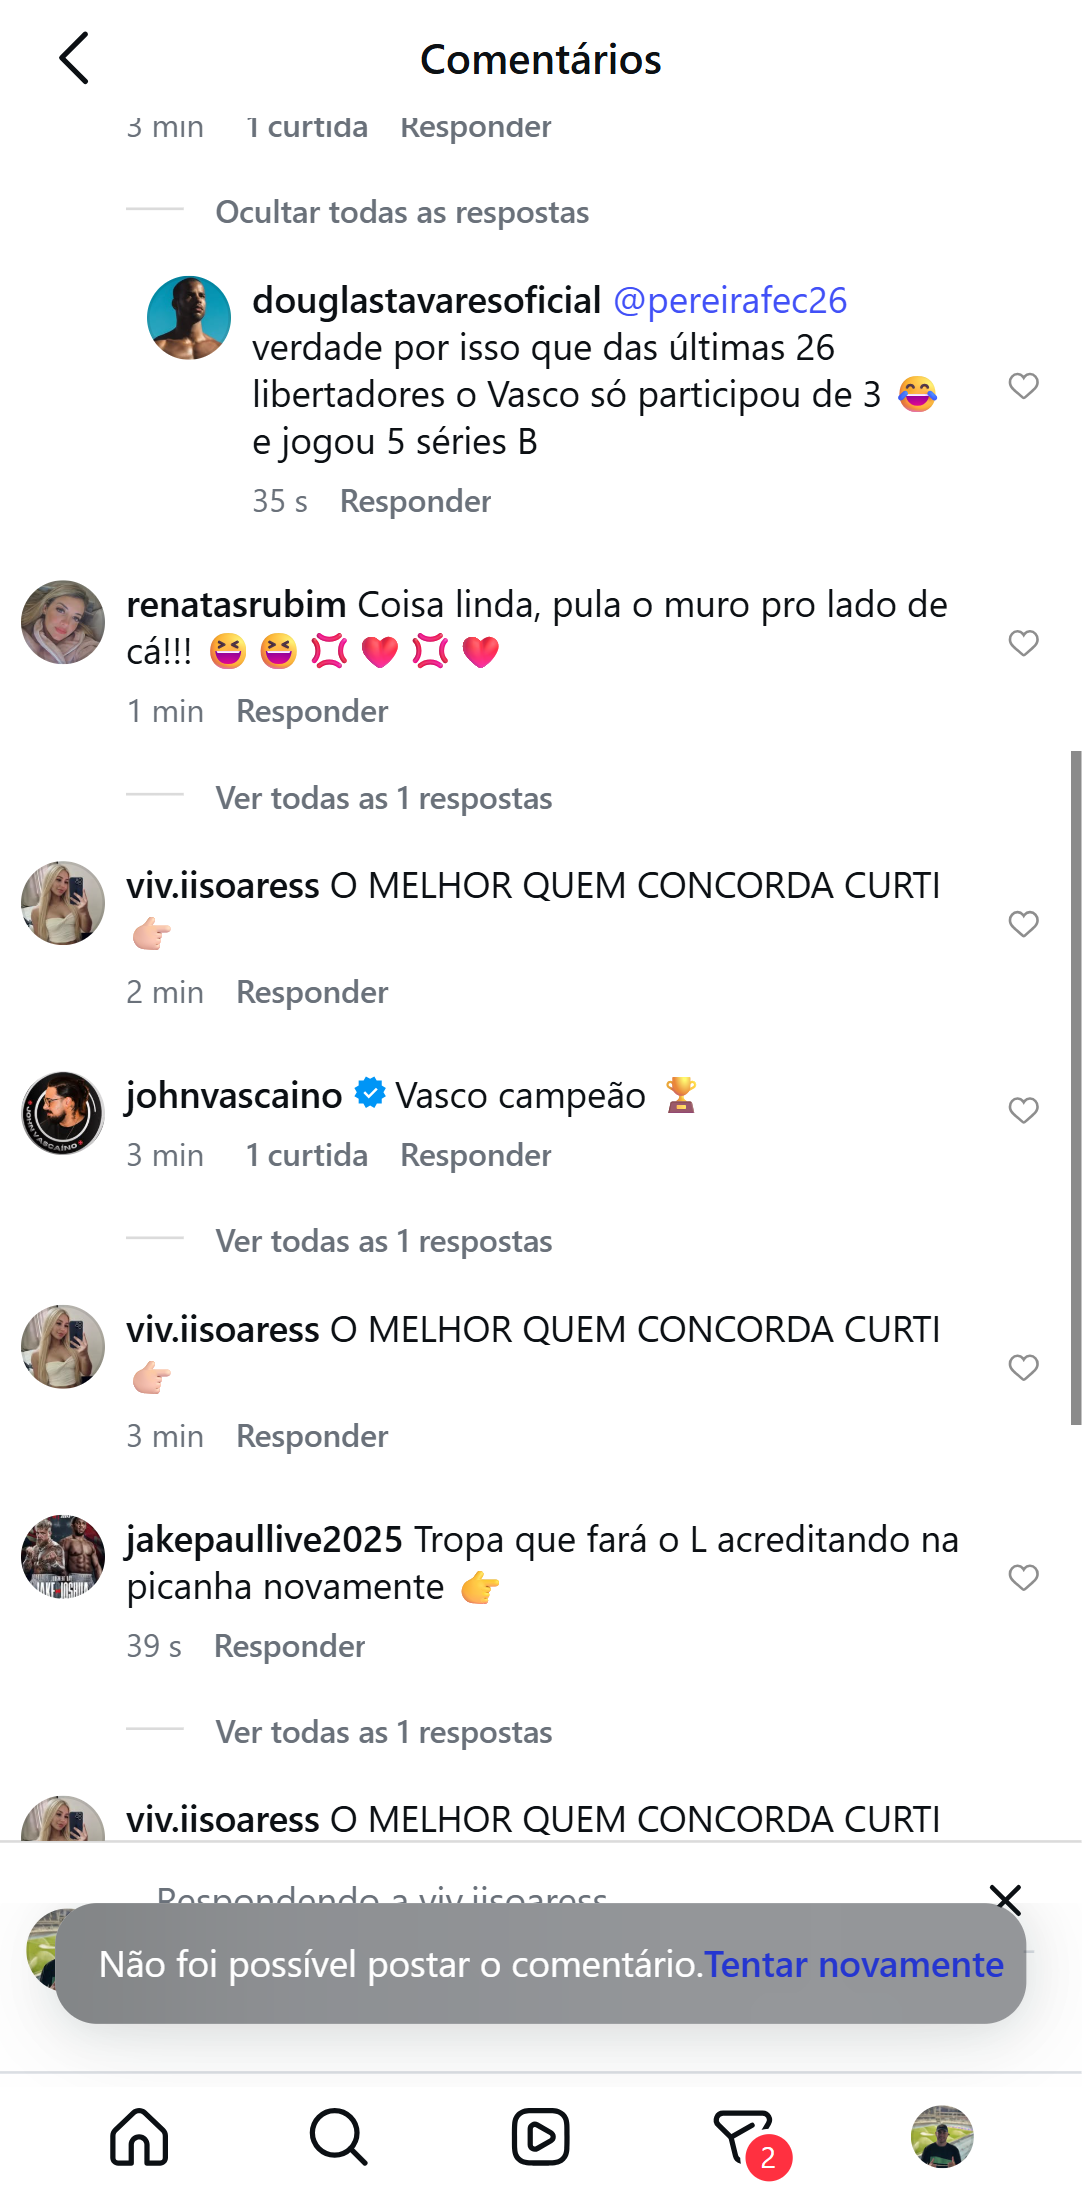 Comentários
3 min 1 curtida Responder
Ocultar todas as respostas
douglastavaresoficial @pereirafec26
verdade por isso que das últimas 26
libertadores o Vasco só participou de 3 😂
e jogou 5 séries B
35 s Responder
renatasrubim Coisa linda, pula o muro pro lado de
cá!!! 😆 😆 💢 ❤️ 💢 ❤️
1 min Responder
Ver todas as 1 respostas
viv.iisoaress O MELHOR QUEM CONCORDA CURTI
👉🏻
2 min Responder
johnvascaino Vasco campeão 🏆
3 min 1 curtida Responder
Ver todas as 1 respostas
viv.iisoaress O MELHOR QUEM CONCORDA CURTI
👉🏻
3 min Responder
jakepaullive2025 Tropa que fará o L acreditando na
picanha novamente 👉
39 s Responder
Ver todas as 1 respostas
viv.iisoaress O MELHOR QUEM CONCORDA CURTI
Respondendo a viv.iisoaress
Não foi possível postar o comentário.Tentar novamente
2